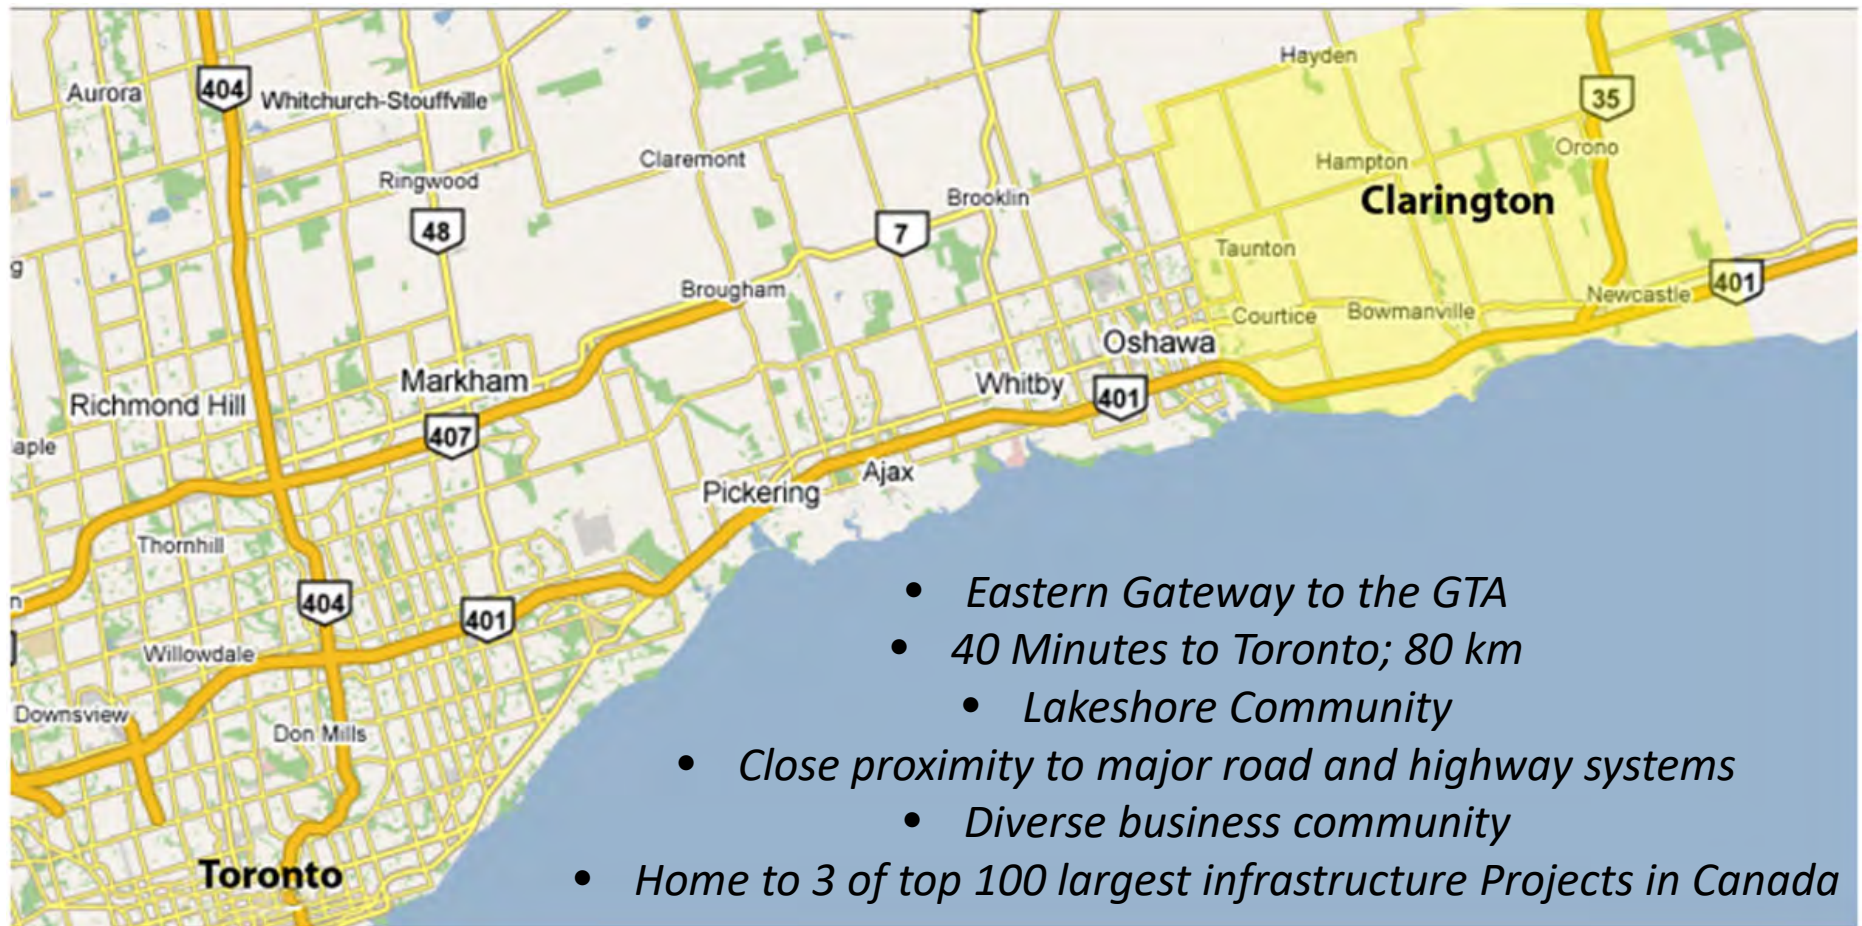 Hayden
404
Aurora
Whitchurch-Stouffville
35
Orono
Claremont
Hampton
Ringwood
Brooklin
Clarington
48
7
Taunton
g
Brougham
401
Newcastle
Courtice
Bowmanville
Oshawa
Markham
Whitby
401
Richmond Hill
407
aple
Ajax
Pickering
Thornhill
n
404
401
Willowdale
Downsview
Don Mills
Toronto
• Eastern Gateway to the GTA
• 40 Minutes to Toronto; 80 km
• Lakeshore Community
• Close proximity to major road and highway systems
• Diverse business community
• Home to 3 of top 100 largest infrastructure Projects in Canada